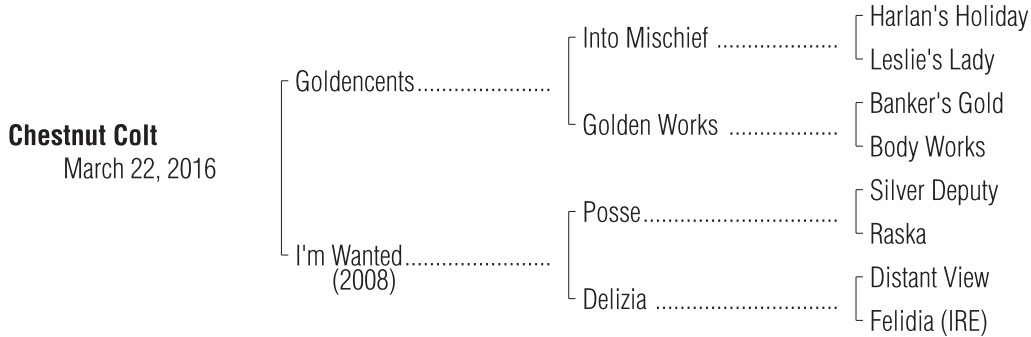 Chestnut Colt
March 22, 2016
Goldencents......................
I'm Wanted........................
(2008)
Into Mischief ....................
Golden Works ..................
Posse................................
Delizia ..............................
Harlan's Holiday
Leslie's Lady
Banker's Gold
Body Works
Silver Deputy
Raska
Distant View
Felidia (IRE)